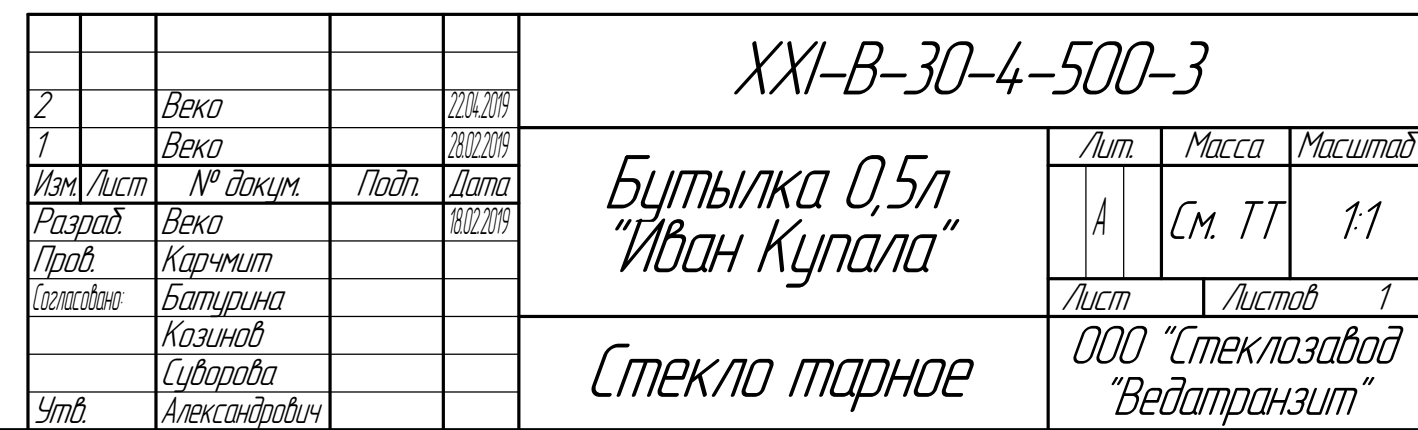 XXI-В-30-4-500-3
2 Веко 22.04.2019
1 Веко 28.02.2019
Изм. Лист № докум. Подп. Дата
Разраб. Веко 18.02.2019
Пров. Карчмит
Согласовано: Батурина
Козинов
Суворова
Утв. Александрович
Бутылка 0,5л
"Иван Купала"
Стекло тарное
Лит. Масса Масштаб
А См. ТТ 1:1
Лист Листов 1
ООО "Стеклозавод
"Ведатранзит"